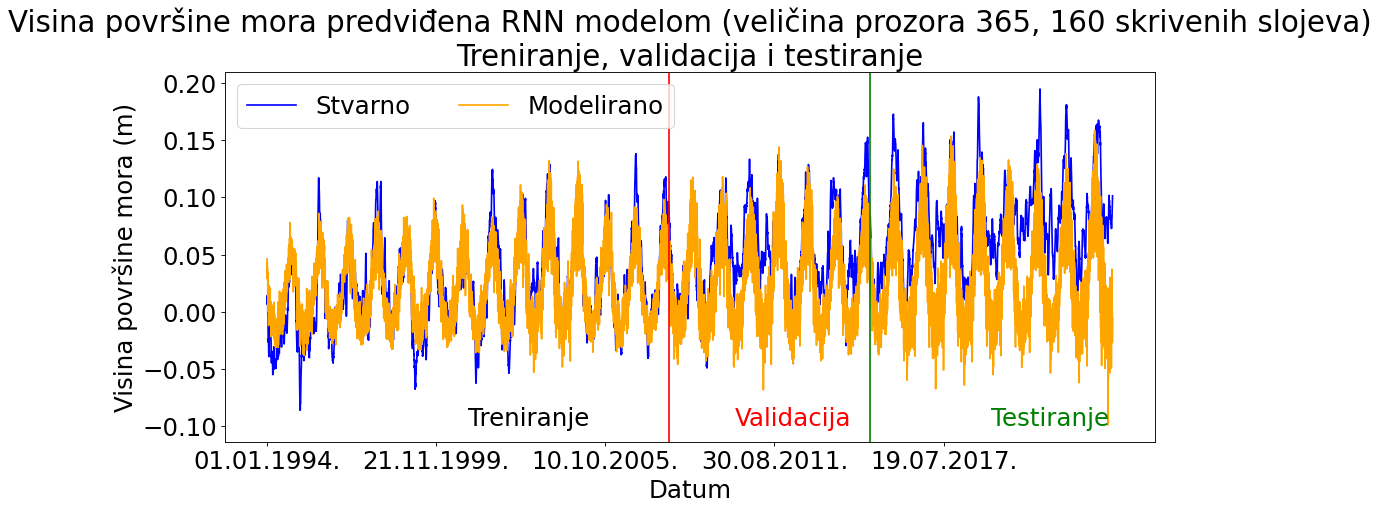 Visina površine mora predviđena RNN modelom (veličina prozora 365, 160 skrivenih slojeva)
Treniranje, validacija i testiranje
Stvarno Modelirano
Visina površine mora (m)
0.20
0.15
0.10
0.05
0.00
−0.05
−0.10
Treniranje Validacija Testiranje
01.01.1994. 21.11.1999. 10.10.2005. 30.08.2011. 19.07.2017.
Datum